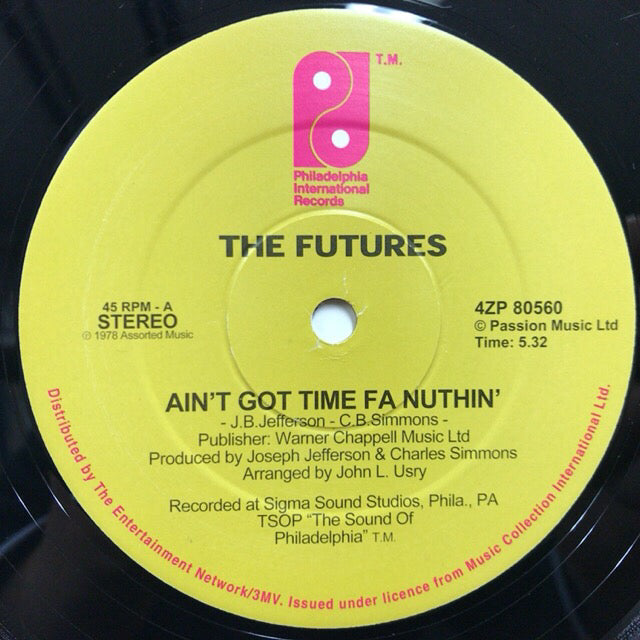 T.M.
Philadelphia
International
Records
THE FUTURES
45 RPM - A
STEREO
℗ 1978 Assorted Music
4ZP 80560
© Passion Music Ltd
Time: 5.32
AIN'T GOT TIME FA NUTHIN'
- J.B.Jefferson - C.B.Simmons -
Publisher: Warner Chappell Music Ltd
Produced by Joseph Jefferson & Charles Simmons
Arranged by John L. Usry
Recorded at Sigma Sound Studios, Phila., PA
TSOP "The Sound Of
Philadelphia" T.M.
Distributed by The Entertainment Network/3MV. Issued under licence from Music Collection International Ltd.